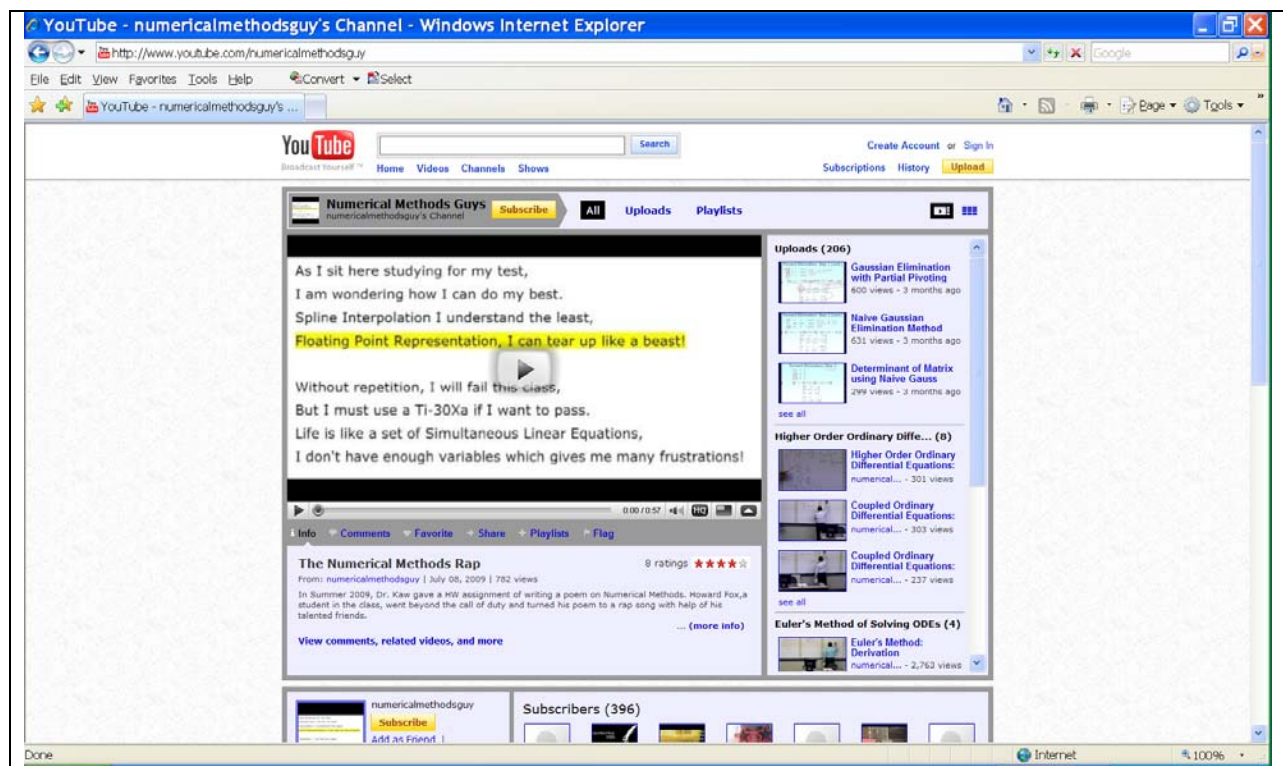 YouTube - numericalmethodsguy's Channel - Windows Internet Explorer
http://www.youtube.com/numericalmethodsguy
Google
File Edit View Favorites Tools Help
Convert Select
YouTube - numericalmethodsguy's ...
Page Tools
YouTube
Search
Create Account or Sign In
Broadcast Yourself ™
Home Videos Channels Shows
Subscriptions History Upload
Numerical Methods Guys
numericalmethodsguy's Channel
Subscribe
All Uploads Playlists
As I sit here studying for my test,
I am wondering how I can do my best.
Spline Interpolation I understand the least,
Floating Point Representation, I can tear up like a beast!
Without repetition, I will fail this class,
But I must use a Ti-30Xa if I want to pass.
Life is like a set of Simultaneous Linear Equations,
I don't have enough variables which gives me many frustrations!
0:00 / 0:57 HQ
Info Comments Favorite Share Playlists Flag
The Numerical Methods Rap
8 ratings
From: numericalmethodsguy | July 08, 2009 | 782 views
In Summer 2009, Dr. Kaw gave a HW assignment of writing a poem on Numerical Methods. Howard Fox,a
student in the class, went beyond the call of duty and turned his poem to a rap song with help of his
talented friends.
... (more info)
View comments, related videos, and more
Uploads (206)
Gaussian Elimination
with Partial Pivoting
600 views - 3 months ago
Naive Gaussian
Elimination Method
631 views - 3 months ago
Determinant of Matrix
using Naive Gauss
299 views - 3 months ago
see all
Higher Order Ordinary Diffe... (8)
Higher Order Ordinary
Differential Equations:
numerical... - 301 views
Coupled Ordinary
Differential Equations:
numerical... - 303 views
Coupled Ordinary
Differential Equations:
numerical... - 237 views
see all
Euler's Method of Solving ODEs (4)
Euler's Method:
Derivation
numerical... - 2,763 views
numericalmethodsguy
Subscribe
Add as Friend |
Subscribers (396)
Done
Internet
100%